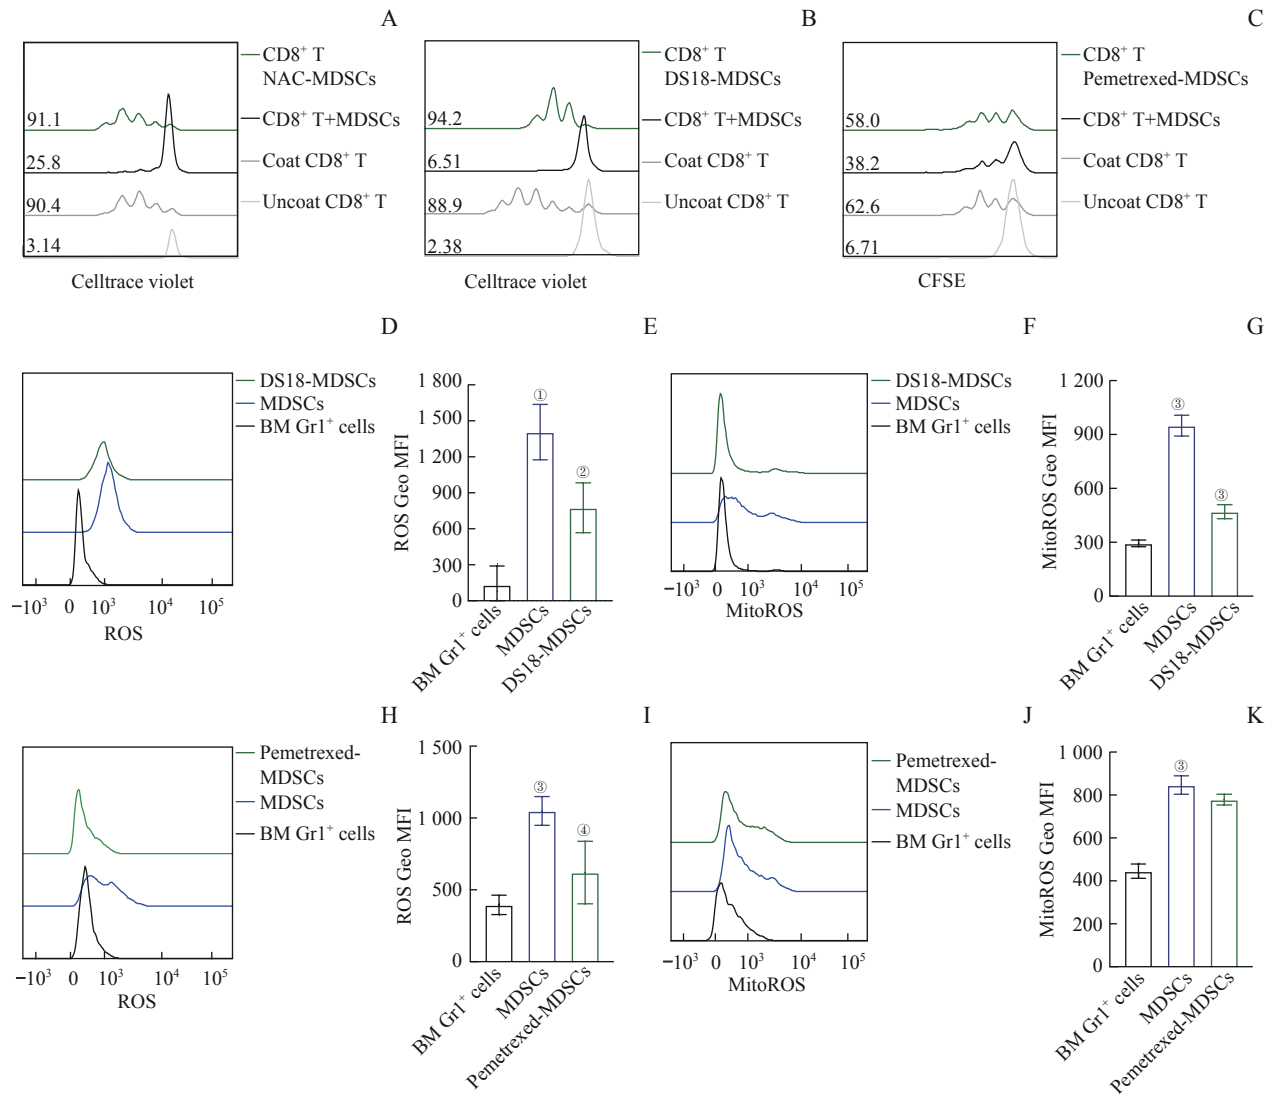 A
CD8⁺ T
NAC-MDSCs
91.1
CD8⁺ T+MDSCs
25.8
Coat CD8⁺ T
90.4
Uncoat CD8⁺ T
3.14
Celltrace violet
B
CD8⁺ T
DS18-MDSCs
94.2
CD8⁺ T+MDSCs
6.51
Coat CD8⁺ T
88.9
Uncoat CD8⁺ T
2.38
Celltrace violet
C
CD8⁺ T
Pemetrexed-MDSCs
58.0
CD8⁺ T+MDSCs
38.2
Coat CD8⁺ T
62.6
Uncoat CD8⁺ T
6.71
CFSE
D
DS18-MDSCs
MDSCs
BM Gr1⁺ cells
−10³ 0 10³ 10⁴ 10⁵
ROS
E
ROS Geo MFI
1 800
1 500
1 200
900
600
300
0
①
②
BM Gr1⁺ cells
MDSCs
DS18-MDSCs
F
DS18-MDSCs
MDSCs
BM Gr1⁺ cells
−10³ 0 10³ 10⁴ 10⁵
MitoROS
G
MitoROS Geo MFI
1 200
900
600
300
0
③
③
BM Gr1⁺ cells
MDSCs
DS18-MDSCs
H
Pemetrexed-
MDSCs
MDSCs
BM Gr1⁺ cells
−10³ 0 10³ 10⁴ 10⁵
ROS
I
ROS Geo MFI
1 500
1 000
500
0
③
④
BM Gr1⁺ cells
MDSCs
Pemetrexed-MDSCs
J
Pemetrexed-
MDSCs
MDSCs
BM Gr1⁺ cells
−10³ 0 10³ 10⁴ 10⁵
MitoROS
K
MitoROS Geo MFI
1 000
800
600
400
200
0
③
BM Gr1⁺ cells
MDSCs
Pemetrexed-MDSCs